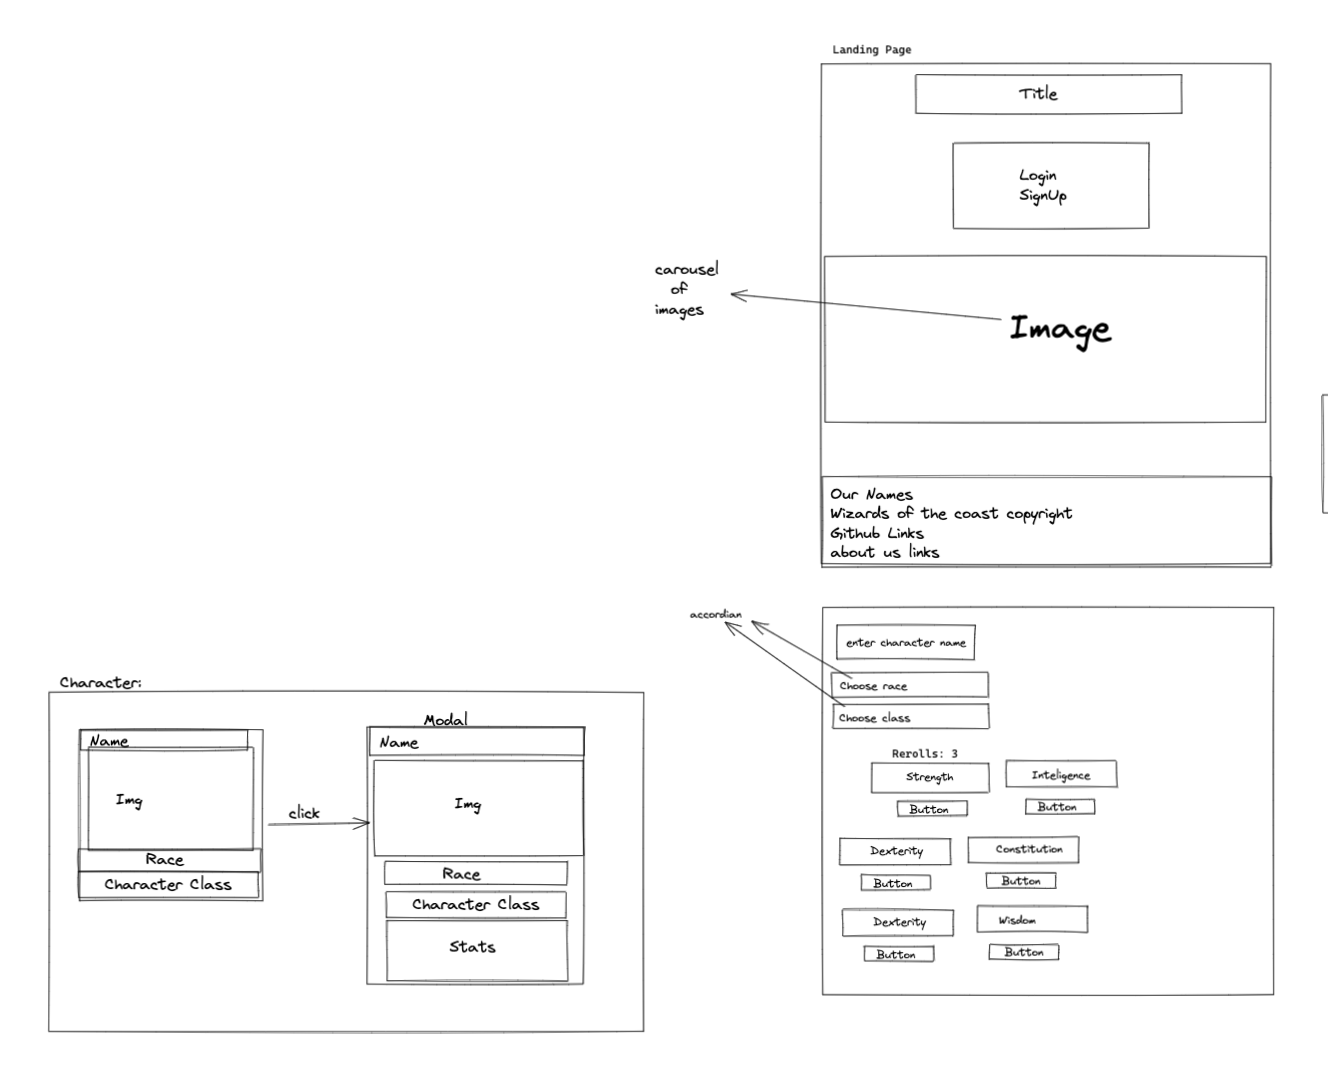 Landing Page
Title
Login
SignUp
carousel
of
images
Image
Our Names
Wizards of the coast copyright
Github Links
about us links
accordian
enter character name
Choose race
Choose class
Rerolls: 3
Strength
Inteligence
Button
Button
Dexterity
Constitution
Button
Button
Dexterity
Wisdom
Button
Button
Character:
Name
Img
Race
Character Class
click
Modal
Name
Img
Race
Character Class
Stats